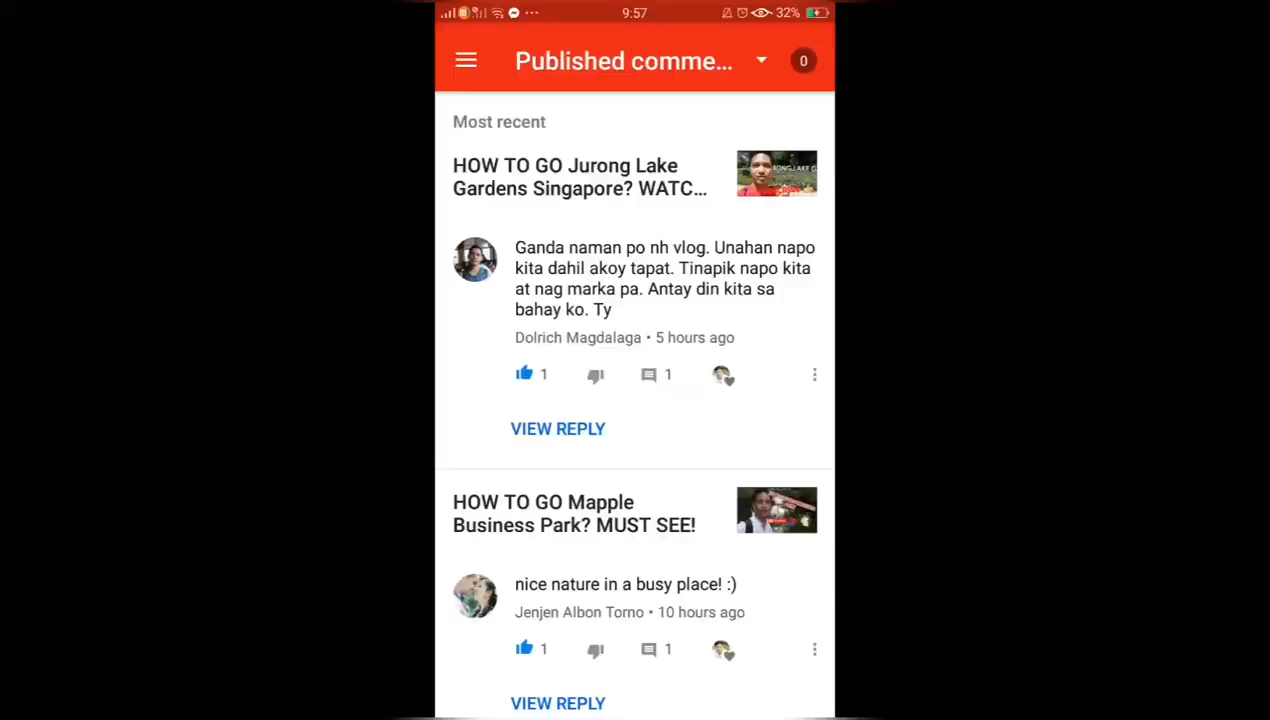 9:57
32%
Published comme...
0
Most recent
HOW TO GO Jurong Lake
Gardens Singapore? WATC...
Ganda naman po nh vlog. Unahan napo
kita dahil akoy tapat. Tinapik napo kita
at nag marka pa. Antay din kita sa
bahay ko. Ty
Dolrich Magdalaga • 5 hours ago
1
1
VIEW REPLY
HOW TO GO Mapple
Business Park? MUST SEE!
nice nature in a busy place! :)
Jenjen Albon Torno • 10 hours ago
1
1
VIEW REPLY